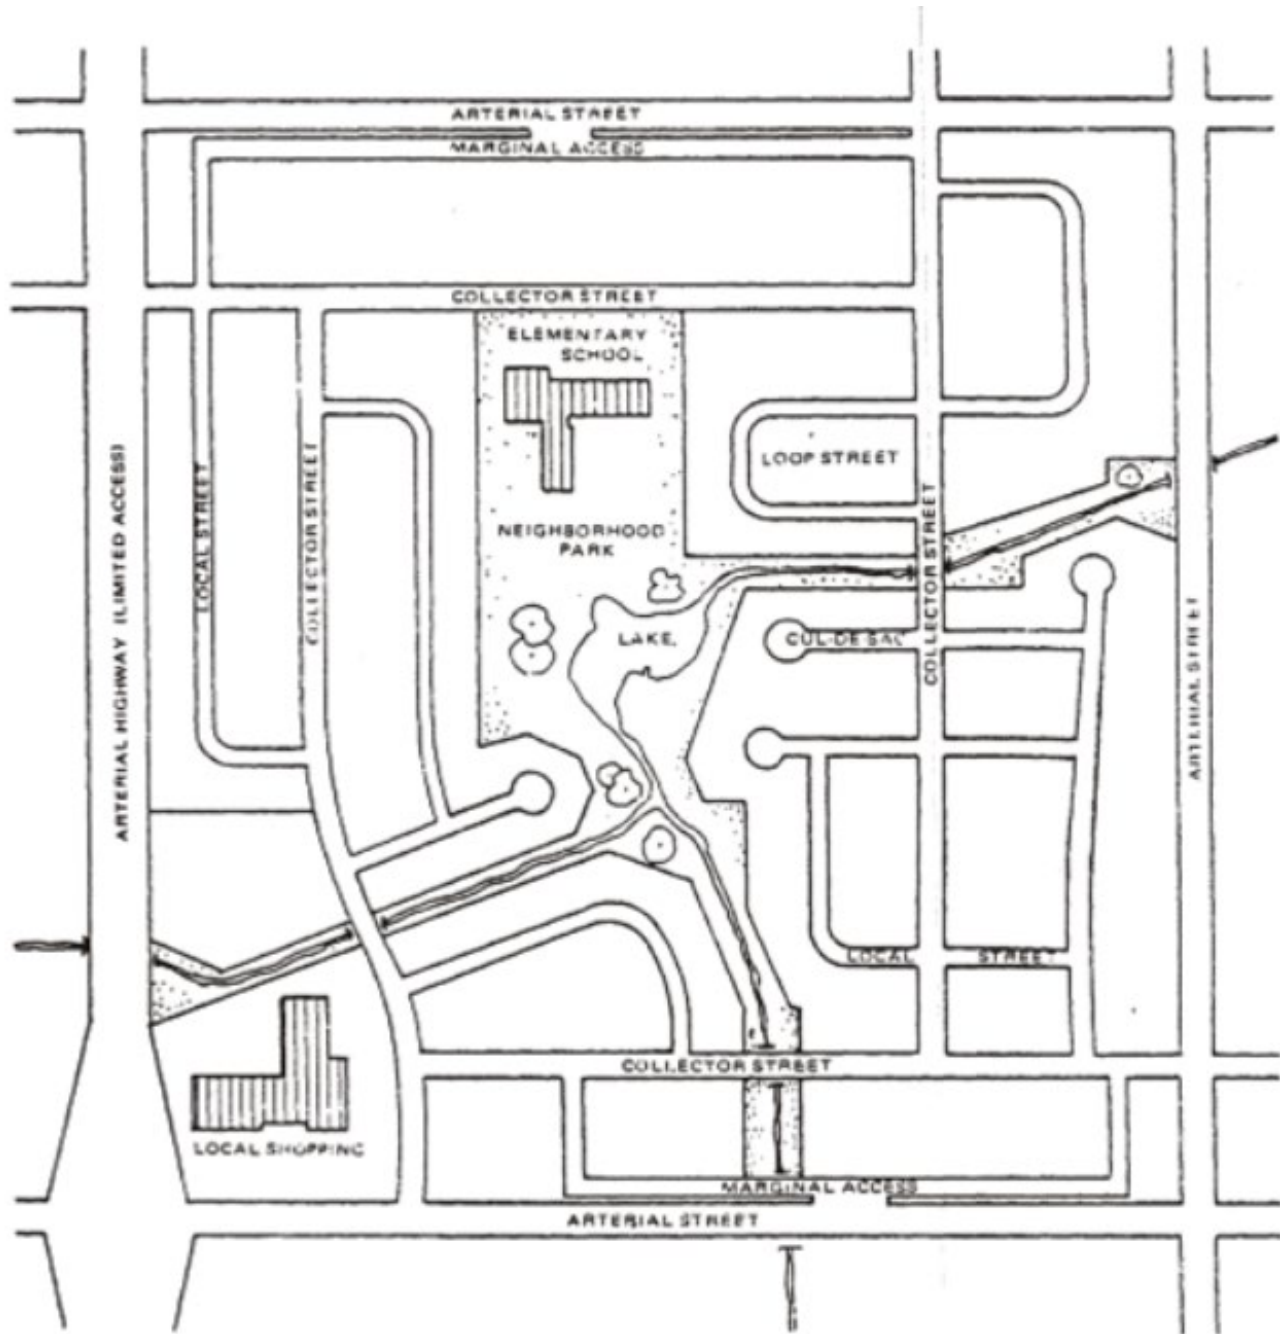 ARTERIAL STREET
MARGINAL ACCESS
COLLECTOR STREET
ELEMENTARY
SCHOOL
ARTERIAL HIGHWAY (LIMITED ACCESS)
LOCAL STREET
COLLECTOR STREET
LOOP STREET
NEIGHBORHOOD
PARK
COLLECTOR STREET
LAKE
CUL-DE-SAC
ARTERIAL STREET
LOCAL STREET
COLLECTOR STREET
LOCAL SHOPPING
MARGINAL ACCESS
ARTERIAL STREET